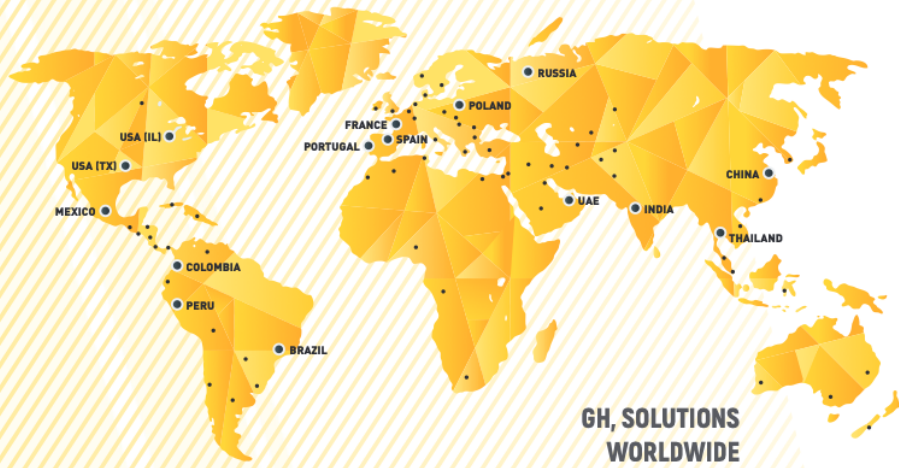 RUSSIA
POLAND
FRANCE
USA (IL)
SPAIN
PORTUGAL
USA (TX)
CHINA
UAE
MEXICO
INDIA
THAILAND
COLOMBIA
PERU
BRAZIL
GH, SOLUTIONS
WORLDWIDE